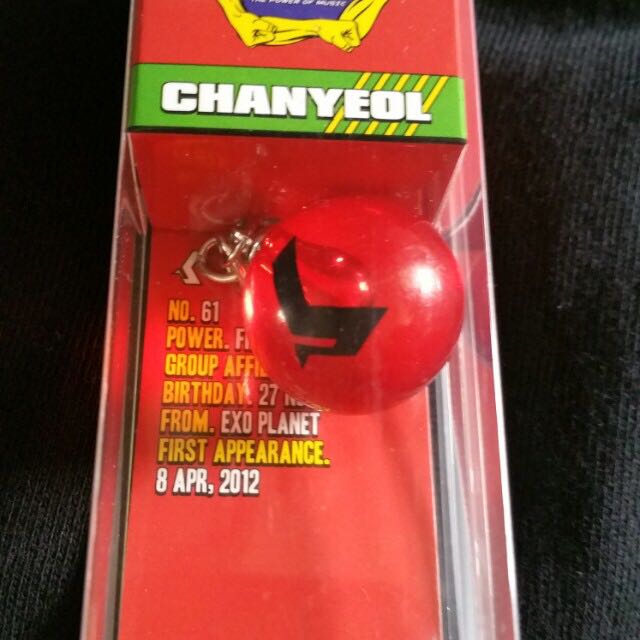 THE POWER OF MUSIC
CHANYEOL
NO. 61
POWER.
GROUP
BIRTHDAY. 27
FROM. EXO PLANET
FIRST APPEARANCE.
8 APR, 2012